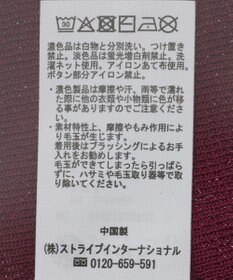 30
濃色品は白物と分別洗い。つけ置き
禁止。淡色品は蛍光増白剤禁止。洗
濯ネット使用。アイロンあて布使用。
ボタン部分アイロン禁止
・濃色製品は摩擦や汗、雨等で濡れ
た際に他の衣類や小物類に色が移
る事がありますのでご注意ください
。
・素材特性上、摩擦やもみ作用により
毛玉が生じます。
着用後はブラッシングによるお手
入れをお勧めします。
毛玉ができてしまったら引っぱら
ずに、ハサミや毛玉取り器等で取
り除いて下さい。
中国製
(株)ストライプインターナショナル
0120-659-591